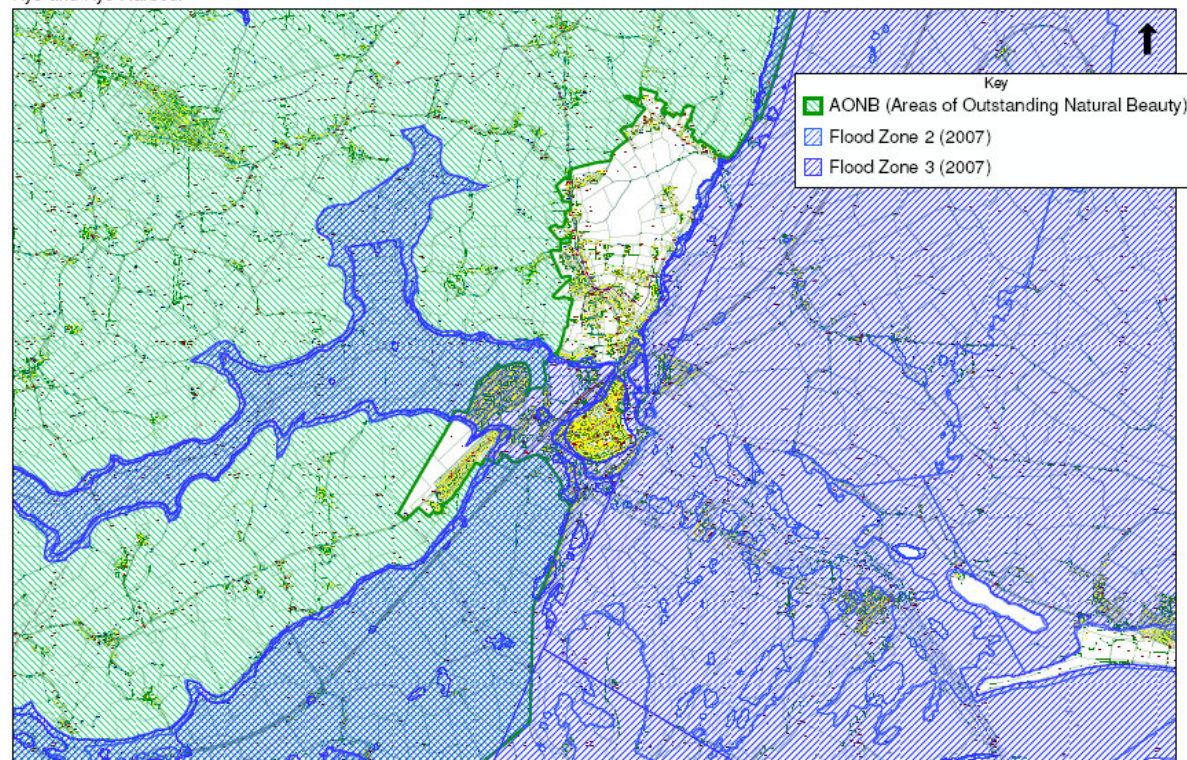 Key
AONB (Areas of Outstanding Natural Beauty)
Flood Zone 2 (2007)
Flood Zone 3 (2007)